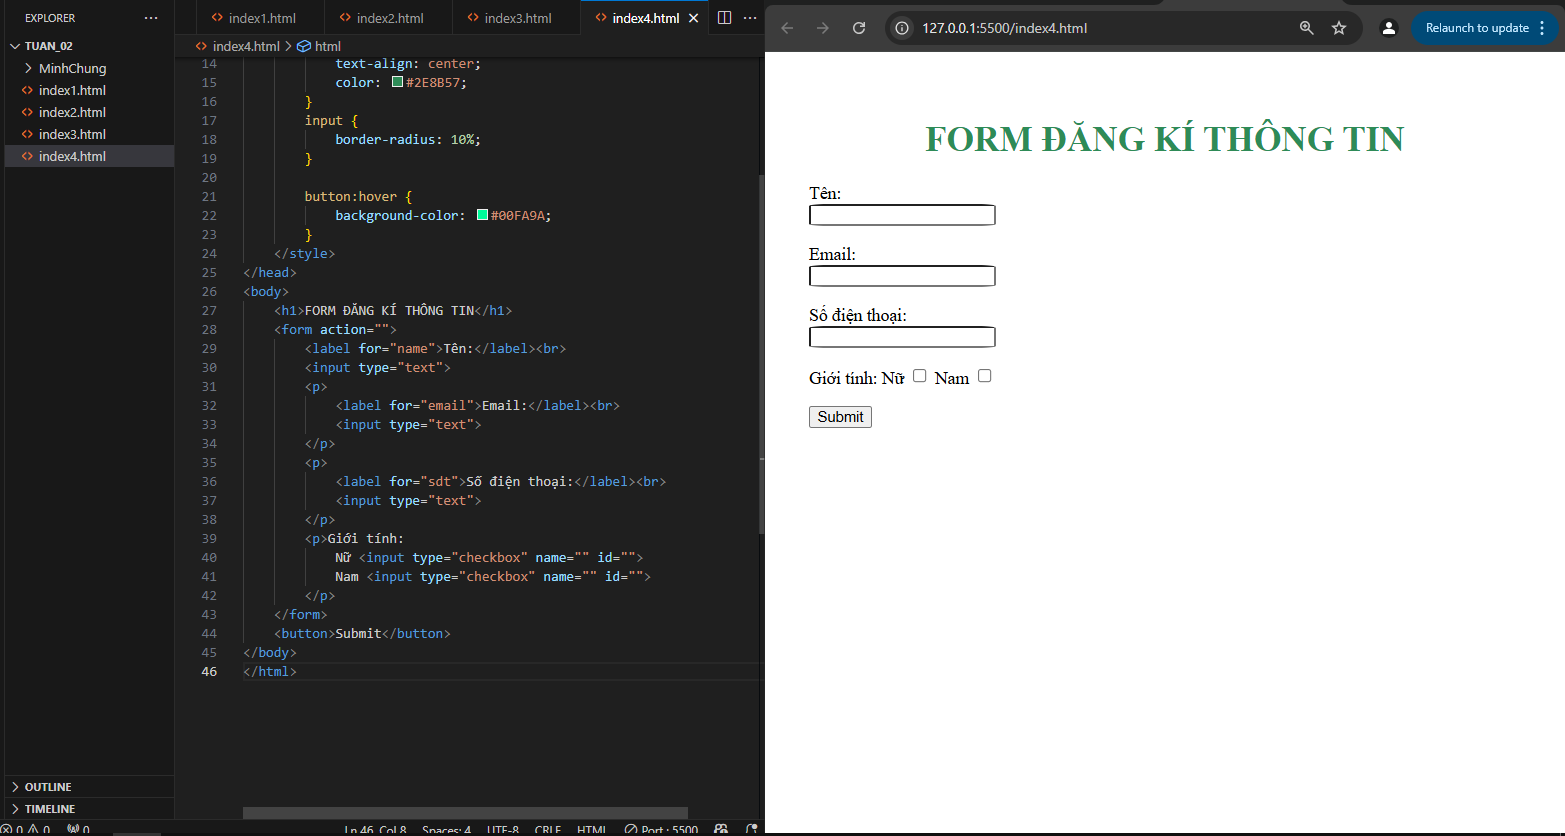 EXPLORER
TUAN_02
MinhChung
index1.html
index2.html
index3.html
index4.html
OUTLINE
TIMELINE
index1.html
index2.html
index3.html
index4.html
index4.html > html
14 text-align: center;
15 color: #2E8B57;
16 }
17 input {
18 border-radius: 10%;
19 }
20
21 button:hover {
22 background-color: #00FA9A;
23 }
24 </style>
25 </head>
26 <body>
27 <h1>FORM ĐĂNG KÍ THÔNG TIN</h1>
28 <form action="">
29 <label for="name">Tên:</label><br>
30 <input type="text">
31 <p>
32 <label for="email">Email:</label><br>
33 <input type="text">
34 </p>
35 <p>
36 <label for="sdt">Số điện thoại:</label><br>
37 <input type="text">
38 </p>
39 <p>Giới tính:
40 Nữ <input type="checkbox" name="" id="">
41 Nam <input type="checkbox" name="" id="">
42 </p>
43 </form>
44 <button>Submit</button>
45 </body>
46 </html>
0 0 0 Ln 46, Col 8 Spaces: 4 UTF-8 CRLF HTML Port : 5500
127.0.0.1:5500/index4.html
Relaunch to update
FORM ĐĂNG KÍ THÔNG TIN
Tên:
Email:
Số điện thoại:
Giới tính: Nữ Nam
Submit